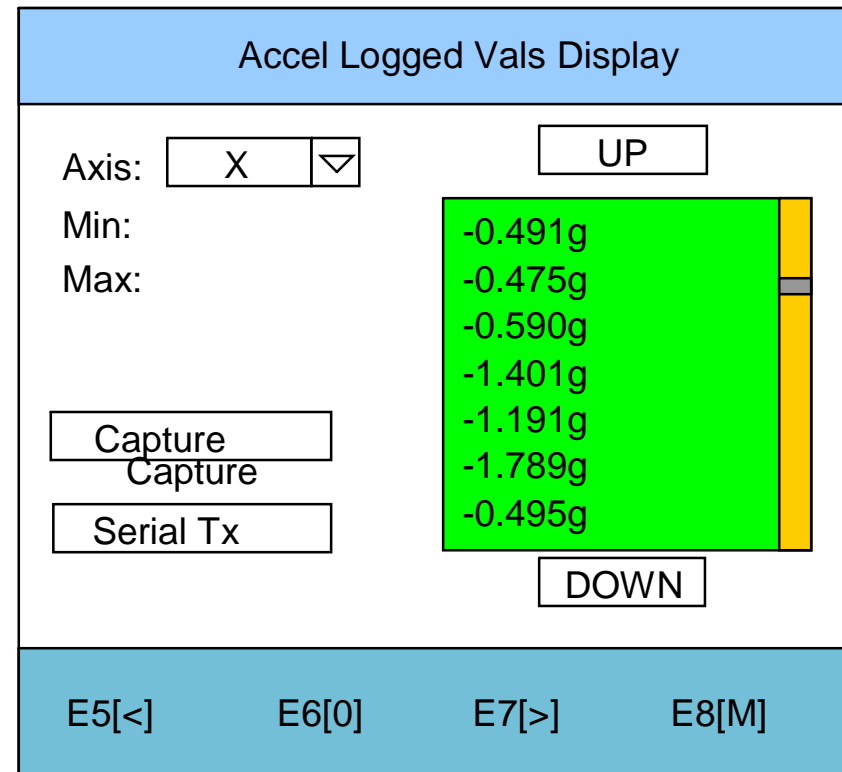 Accel Logged Vals Display
Axis: X
Min:
Max:
Capture
Capture
Serial Tx
UP
-0.491g
-0.475g
-0.590g
-1.401g
-1.191g
-1.789g
-0.495g
DOWN
E5[<] E6[0] E7[>] E8[M]